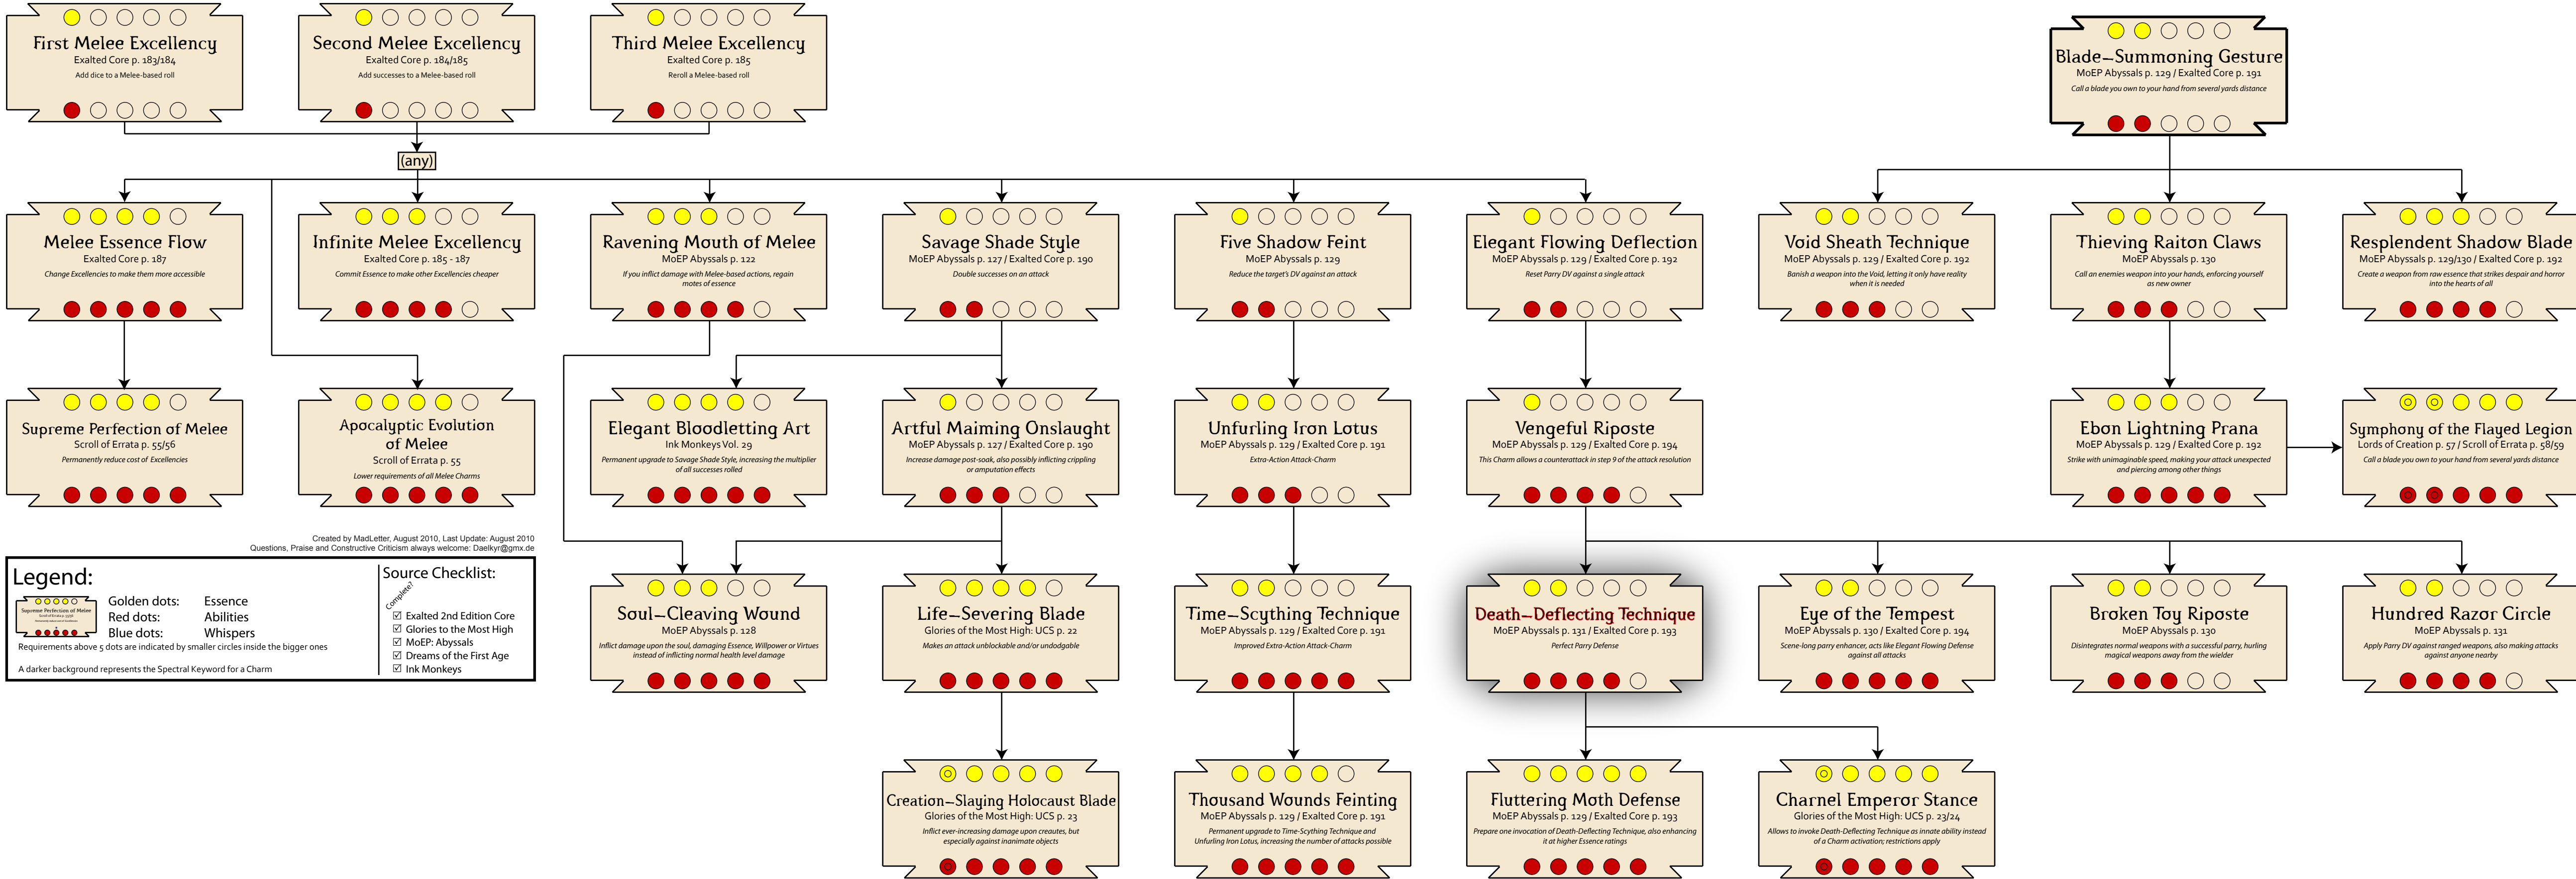 First Melee Excellency
Exalted Core p. 183/184
Add dice to a Melee-based roll
Second Melee Excellency
Exalted Core p. 184/185
Add successes to a Melee-based roll
Third Melee Excellency
Exalted Core p. 185
Reroll a Melee-based roll
Blade-Summoning Gesture
MoEP Abyssals p. 129 / Exalted Core p. 191
Call a blade you own to your hand from several yards distance
(any)
Melee Essence Flow
Exalted Core p. 187
Change Excellencies to make them more accessible
Infinite Melee Excellency
Exalted Core p. 185 - 187
Commit Essence to make other Excellencies cheaper
Ravening Mouth of Melee
MoEP Abyssals p. 122
If you inflict damage with Melee-based actions, regain
motes of essence
Savage Shade Style
MoEP Abyssals p. 127 / Exalted Core p. 190
Double successes on an attack
Five Shadow Feint
MoEP Abyssals p. 129
Reduce the target's DV against an attack
Elegant Flowing Deflection
MoEP Abyssals p. 129 / Exalted Core p. 192
Reset Parry DV against a single attack
Void Sheath Technique
MoEP Abyssals p. 129 / Exalted Core p. 192
Banish a weapon into the Void, letting it only have reality
when it is needed
Thieving Raiton Claws
MoEP Abyssals p. 130
Call an enemies weapon into your hands, enforcing yourself
as new owner
Resplendent Shadow Blade
MoEP Abyssals p. 129/130 / Exalted Core p. 192
Create a weapon from raw essence that strikes despair and horror
into the hearts of all
Supreme Perfection of Melee
Scroll of Errata p. 55/56
Permanently reduce cost of Excellencies
Apocalyptic Evolution
of Melee
Scroll of Errata p. 55
Lower requirements of all Melee Charms
Elegant Bloodletting Art
Ink Monkeys Vol. 29
Permanent upgrade to Savage Shade Style, increasing the multiplier
of all successes rolled
Artful Maiming Onslaught
MoEP Abyssals p. 127 / Exalted Core p. 190
Increase damage post-soak, also possibly inflicting crippling
or amputation effects
Unfurling Iron Lotus
MoEP Abyssals p. 129 / Exalted Core p. 191
Extra-Action Attack-Charm
Vengeful Riposte
MoEP Abyssals p. 129 / Exalted Core p. 194
This Charm allows a counterattack in step 9 of the attack resolution
Ebon Lightning Prana
MoEP Abyssals p. 129 / Exalted Core p. 192
Strike with unimaginable speed, making your attack unexpected
and piercing among other things
Symphony of the Flayed Legion
Lords of Creation p. 57 / Scroll of Errata p. 58/59
Call a blade you own to your hand from several yards distance
Created by MadLetter, August 2010, Last Update: August 2010
Questions, Praise and Constructive Criticism always welcome: Daelkyr@gmx.de
Legend:
Supreme Perfection of Melee
Golden dots: Essence
Red dots: Abilities
Blue dots: Whispers
Requirements above 5 dots are indicated by smaller circles inside the bigger ones
A darker background represents the Spectral Keyword for a Charm
Source Checklist:
Complete?
Exalted 2nd Edition Core
Glories to the Most High
MoEP: Abyssals
Dreams of the First Age
Ink Monkeys
Soul-Cleaving Wound
MoEP Abyssals p. 128
Inflict damage upon the soul, damaging Essence, Willpower or Virtues
instead of inflicting normal health level damage
Life-Severing Blade
Glories of the Most High: UCS p. 22
Makes an attack unblockable and/or undodgable
Time-Scything Technique
MoEP Abyssals p. 129 / Exalted Core p. 191
Improved Extra-Action Attack-Charm
Death-Deflecting Technique
MoEP Abyssals p. 131 / Exalted Core p. 193
Perfect Parry Defense
Eye of the Tempest
MoEP Abyssals p. 130 / Exalted Core p. 194
Scene-long parry enhancer, acts like Elegant Flowing Defense
against all attacks
Broken Toy Riposte
MoEP Abyssals p. 130
Disintegrates normal weapons with a successful parry, hurling
magical weapons away from the wielder
Hundred Razor Circle
MoEP Abyssals p. 131
Apply Parry DV against ranged weapons, also making attacks
against anyone nearby
Creation-Slaying Holocaust Blade
Glories of the Most High: UCS p. 23
Inflict ever-increasing damage upon creautes, but
especially against inanimate objects
Thousand Wounds Feinting
MoEP Abyssals p. 129 / Exalted Core p. 191
Permanent upgrade to Time-Scything Technique and
Unfurling Iron Lotus, increasing the number of attacks possible
Fluttering Moth Defense
MoEP Abyssals p. 129 / Exalted Core p. 193
Prepare one invocation of Death-Deflecting Technique, also enhancing
it at higher Essence ratings
Charnel Emperor Stance
Glories of the Most High: UCS p. 23/24
Allows to invoke Death-Deflecting Technique as innate ability instead
of a Charm activation; restrictions apply